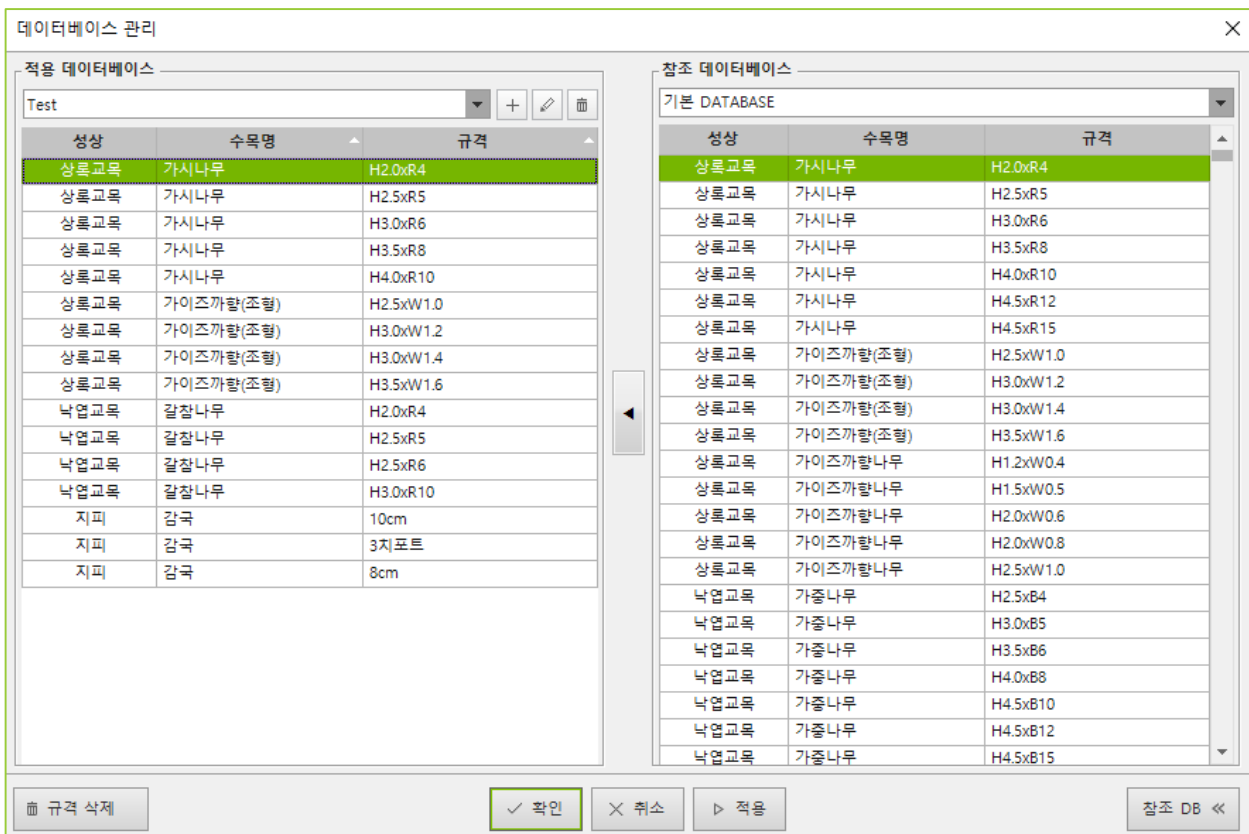 데이터베이스 관리
적용 데이터베이스
Test
성상 수목명 규격
상록교목 가시나무 H2.0xR4
상록교목 가시나무 H2.5xR5
상록교목 가시나무 H3.0xR6
상록교목 가시나무 H3.5xR8
상록교목 가시나무 H4.0xR10
상록교목 가이즈까향(조형) H2.5xW1.0
상록교목 가이즈까향(조형) H3.0xW1.2
상록교목 가이즈까향(조형) H3.0xW1.4
상록교목 가이즈까향(조형) H3.5xW1.6
낙엽교목 갈참나무 H2.0xR4
낙엽교목 갈참나무 H2.5xR5
낙엽교목 갈참나무 H2.5xR6
낙엽교목 갈참나무 H3.0xR10
지피 감국 10cm
지피 감국 3치포트
지피 감국 8cm
참조 데이터베이스
기본 DATABASE
성상 수목명 규격
상록교목 가시나무 H2.0xR4
상록교목 가시나무 H2.5xR5
상록교목 가시나무 H3.0xR6
상록교목 가시나무 H3.5xR8
상록교목 가시나무 H4.0xR10
상록교목 가시나무 H4.5xR12
상록교목 가시나무 H4.5xR15
상록교목 가이즈까향(조형) H2.5xW1.0
상록교목 가이즈까향(조형) H3.0xW1.2
상록교목 가이즈까향(조형) H3.0xW1.4
상록교목 가이즈까향(조형) H3.5xW1.6
상록교목 가이즈까향나무 H1.2xW0.4
상록교목 가이즈까향나무 H1.5xW0.5
상록교목 가이즈까향나무 H2.0xW0.6
상록교목 가이즈까향나무 H2.0xW0.8
상록교목 가이즈까향나무 H2.5xW1.0
낙엽교목 가중나무 H2.5xB4
낙엽교목 가중나무 H3.0xB5
낙엽교목 가중나무 H3.5xB6
낙엽교목 가중나무 H4.0xB8
낙엽교목 가중나무 H4.5xB10
낙엽교목 가중나무 H4.5xB12
낙엽교목 가중나무 H4.5xB15
규격 삭제 확인 취소 적용 참조 DB